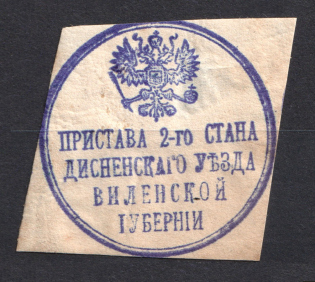 ПРИСТАВА 2-го СТАНА
ДИСНЕНСКАГО УѢЗДА
ВИЛЕНСКОЙ
ГУБЕРНІИ